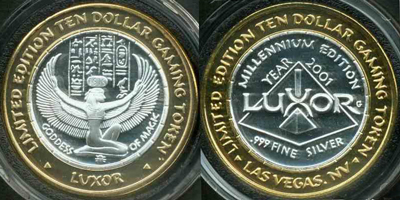 LIMITED EDITION TEN DOLLAR GAMING TOKEN
GODDESS OF MAGIC
LUXOR
LIMITED EDITION TEN DOLLAR GAMING TOKEN
MILLENNIUM EDITION
YEAR 2001
LUXOR
G
.999 FINE SILVER
LAS VEGAS, NV